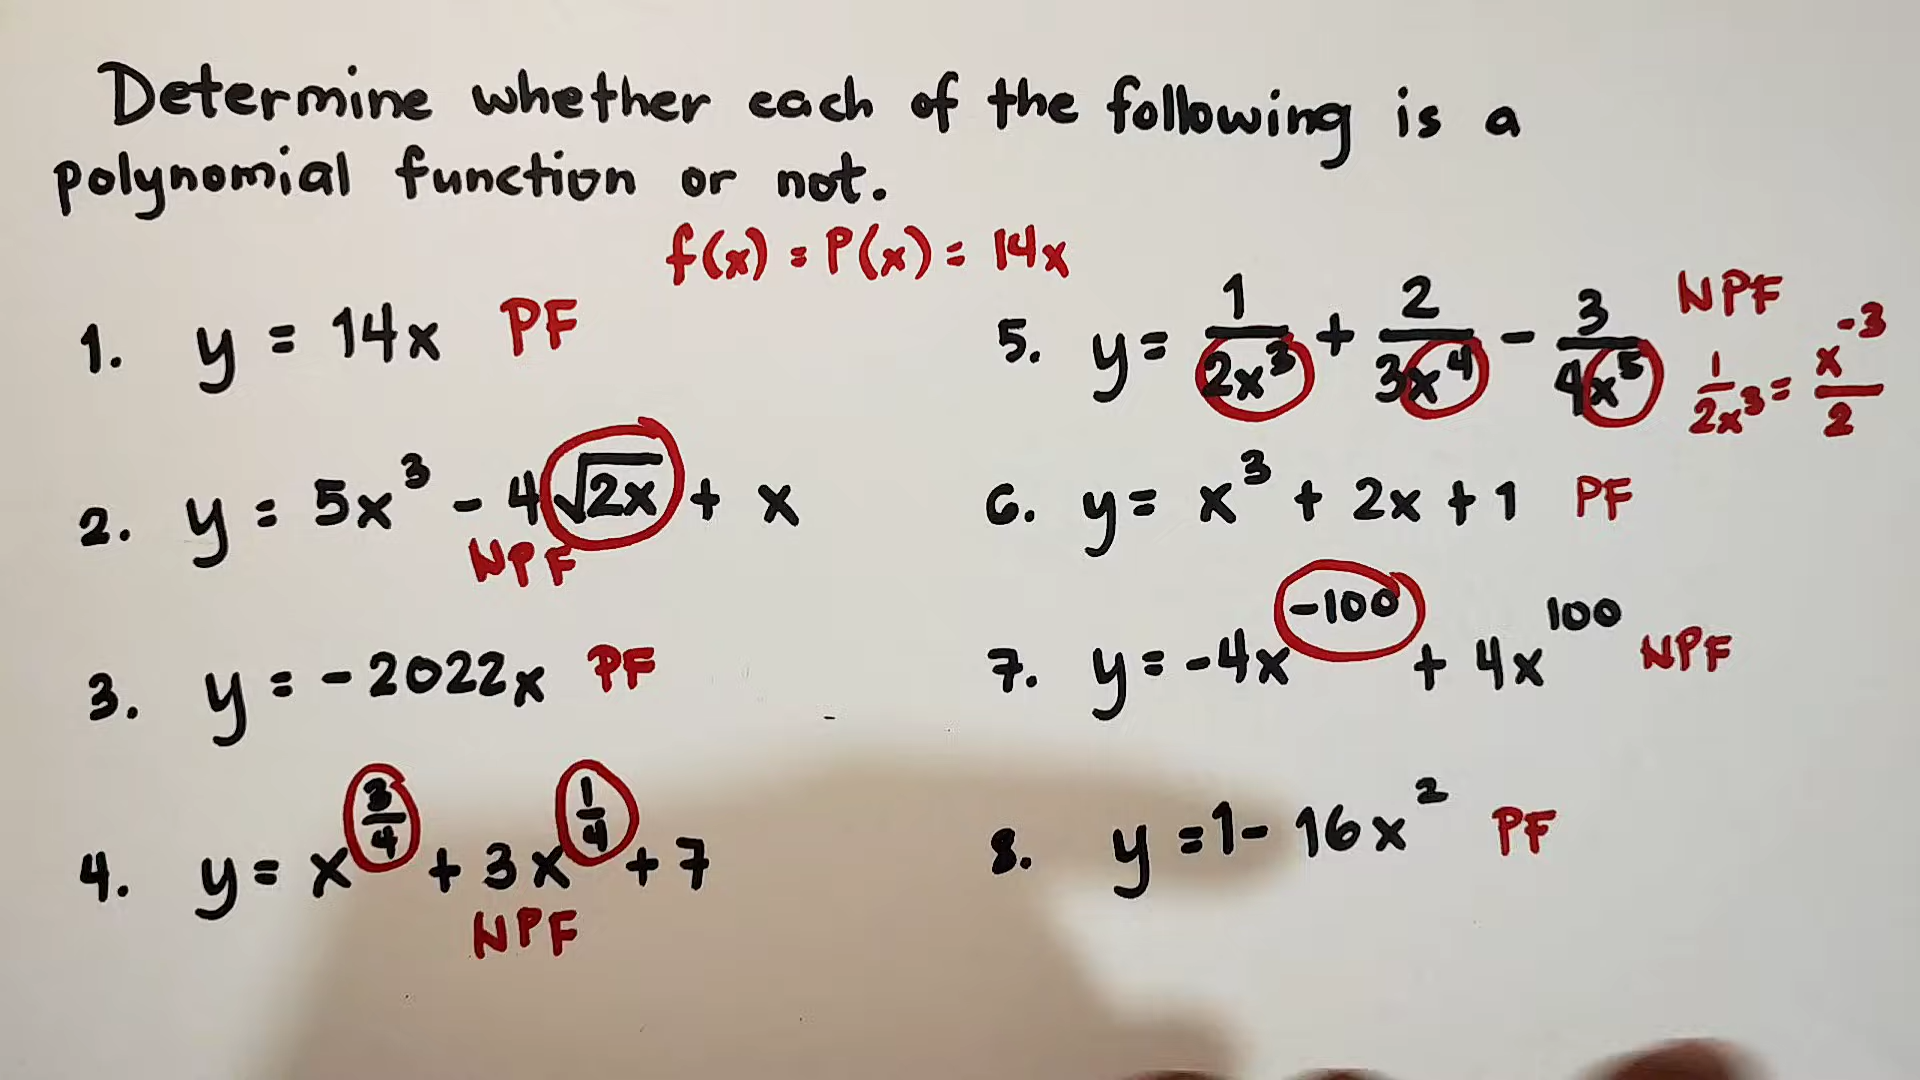 Determine whether each of the following is a
polynomial function or not.
f(x) = P(x) = 14x
1. y = 14x PF
2. y = 5x³ - 4√2x + x
NPF
3. y = -2022x PF
4. y = x^(3/4) + 3x^(1/4) + 7
NPF
5. y = 1/2x³ + 2/3x⁴ - 3/4x⁵ NPF
1/2x³ = x⁻³/2
6. y = x³ + 2x + 1 PF
7. y = -4x⁻¹⁰⁰ + 4x¹⁰⁰ NPF
8. y = 1 - 16x² PF